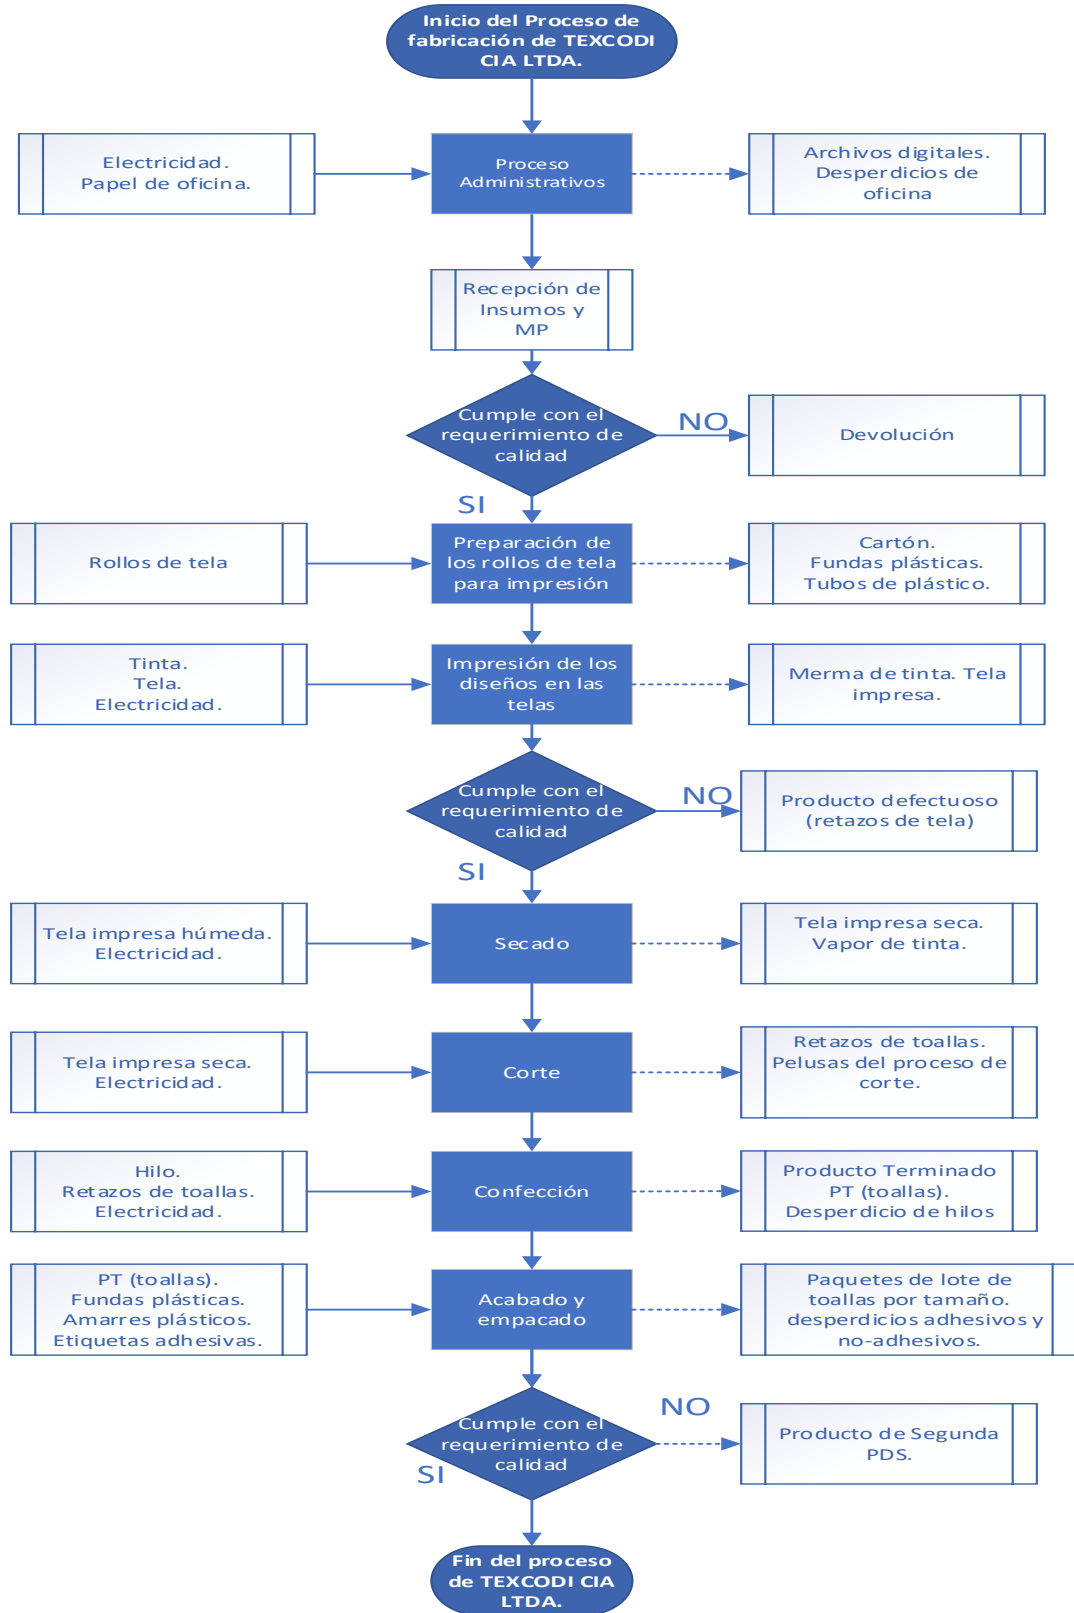 Inicio del Proceso de
fabricación de TEXCODI
CIA LTDA.
Electricidad.
Papel de oficina.
Proceso
Administrativos
Archivos digitales.
Desperdicios de
oficina
Recepción de
Insumos y
MP
Cumple con el
requerimiento de
calidad
NO
Devolución
SI
Rollos de tela
Preparación de
los rollos de tela
para impresión
Cartón.
Fundas plásticas.
Tubos de plástico.
Tinta.
Tela.
Electricidad.
Impresión de los
diseños en las
telas
Merma de tinta. Tela
impresa.
Cumple con el
requerimiento de
calidad
NO
Producto defectuoso
(retazos de tela)
SI
Tela impresa húmeda.
Electricidad.
Secado
Tela impresa seca.
Vapor de tinta.
Tela impresa seca.
Electricidad.
Corte
Retazos de toallas.
Pelusas del proceso de
corte.
Hilo.
Retazos de toallas.
Electricidad.
Confección
Producto Terminado
PT (toallas).
Desperdicio de hilos
PT (toallas).
Fundas plásticas.
Amarres plásticos.
Etiquetas adhesivas.
Acabado y
empacado
Paquetes de lote de
toallas por tamaño.
desperdicios adhesivos y
no-adhesivos.
Cumple con el
requerimiento de
calidad
NO
Producto de Segunda
PDS.
SI
Fin del proceso
de TEXCODI CIA
LTDA.